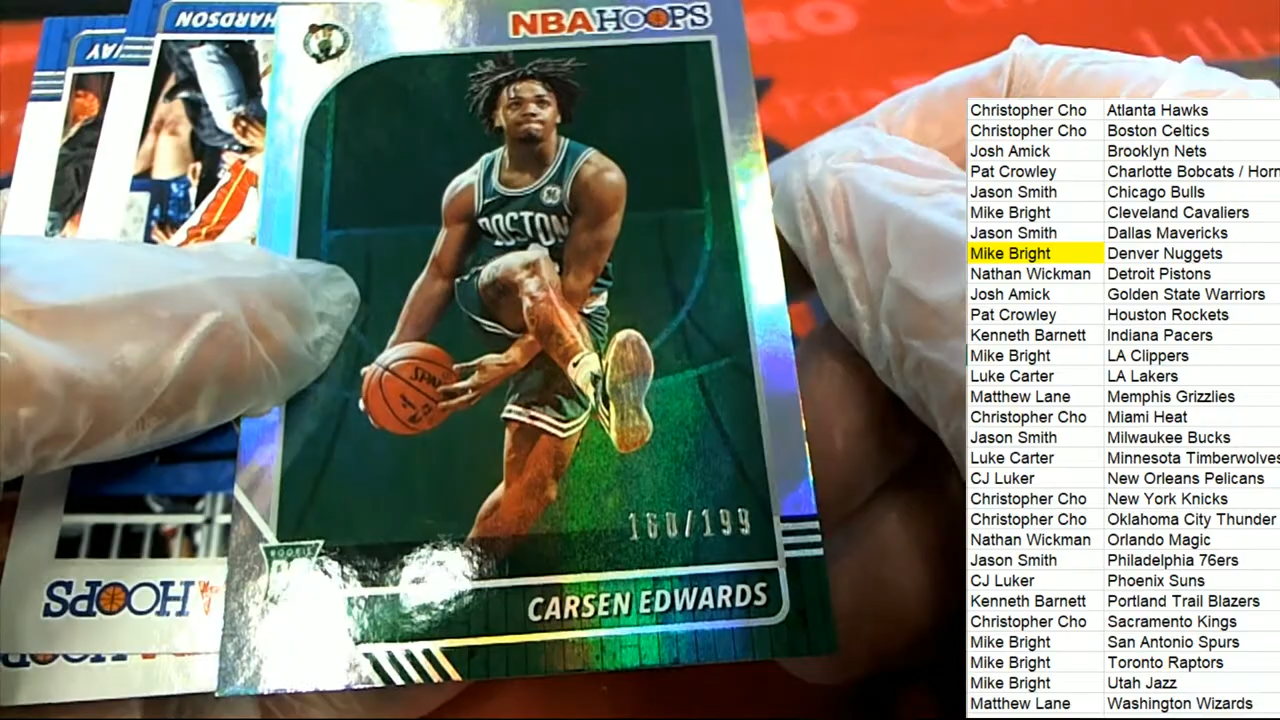 HARDSON
WAY
NBA HOOPS
BOSTON
160/199
ROOKIE
CARSEN EDWARDS
HOOPS
Christopher Cho Atlanta Hawks
Christopher Cho Boston Celtics
Josh Amick Brooklyn Nets
Pat Crowley Charlotte Bobcats / Horn
Jason Smith Chicago Bulls
Mike Bright Cleveland Cavaliers
Jason Smith Dallas Mavericks
Mike Bright Denver Nuggets
Nathan Wickman Detroit Pistons
Josh Amick Golden State Warriors
Pat Crowley Houston Rockets
Kenneth Barnett Indiana Pacers
Mike Bright LA Clippers
Luke Carter LA Lakers
Matthew Lane Memphis Grizzlies
Christopher Cho Miami Heat
Jason Smith Milwaukee Bucks
Luke Carter Minnesota Timberwolves
CJ Luker New Orleans Pelicans
Christopher Cho New York Knicks
Christopher Cho Oklahoma City Thunder
Nathan Wickman Orlando Magic
Jason Smith Philadelphia 76ers
CJ Luker Phoenix Suns
Kenneth Barnett Portland Trail Blazers
Christopher Cho Sacramento Kings
Mike Bright San Antonio Spurs
Mike Bright Toronto Raptors
Mike Bright Utah Jazz
Matthew Lane Washington Wizards